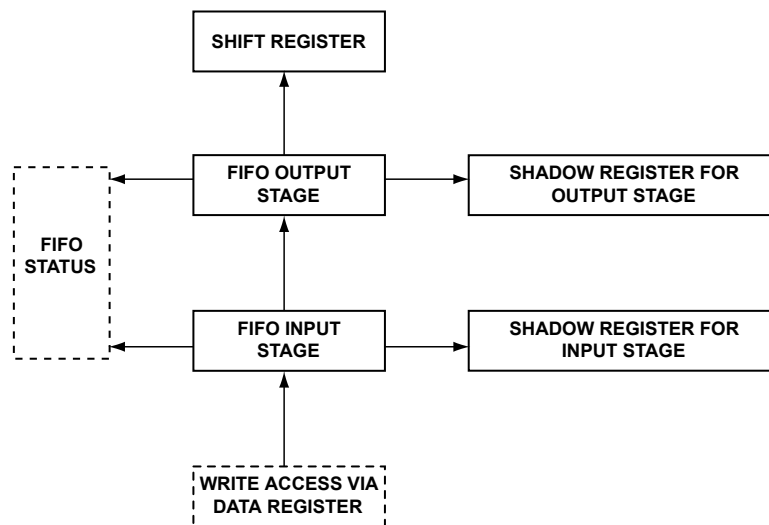 SHIFT REGISTER
FIFO OUTPUT
STAGE
SHADOW REGISTER FOR
OUTPUT STAGE
FIFO
STATUS
FIFO INPUT
STAGE
SHADOW REGISTER FOR
INPUT STAGE
WRITE ACCESS VIA
DATA REGISTER